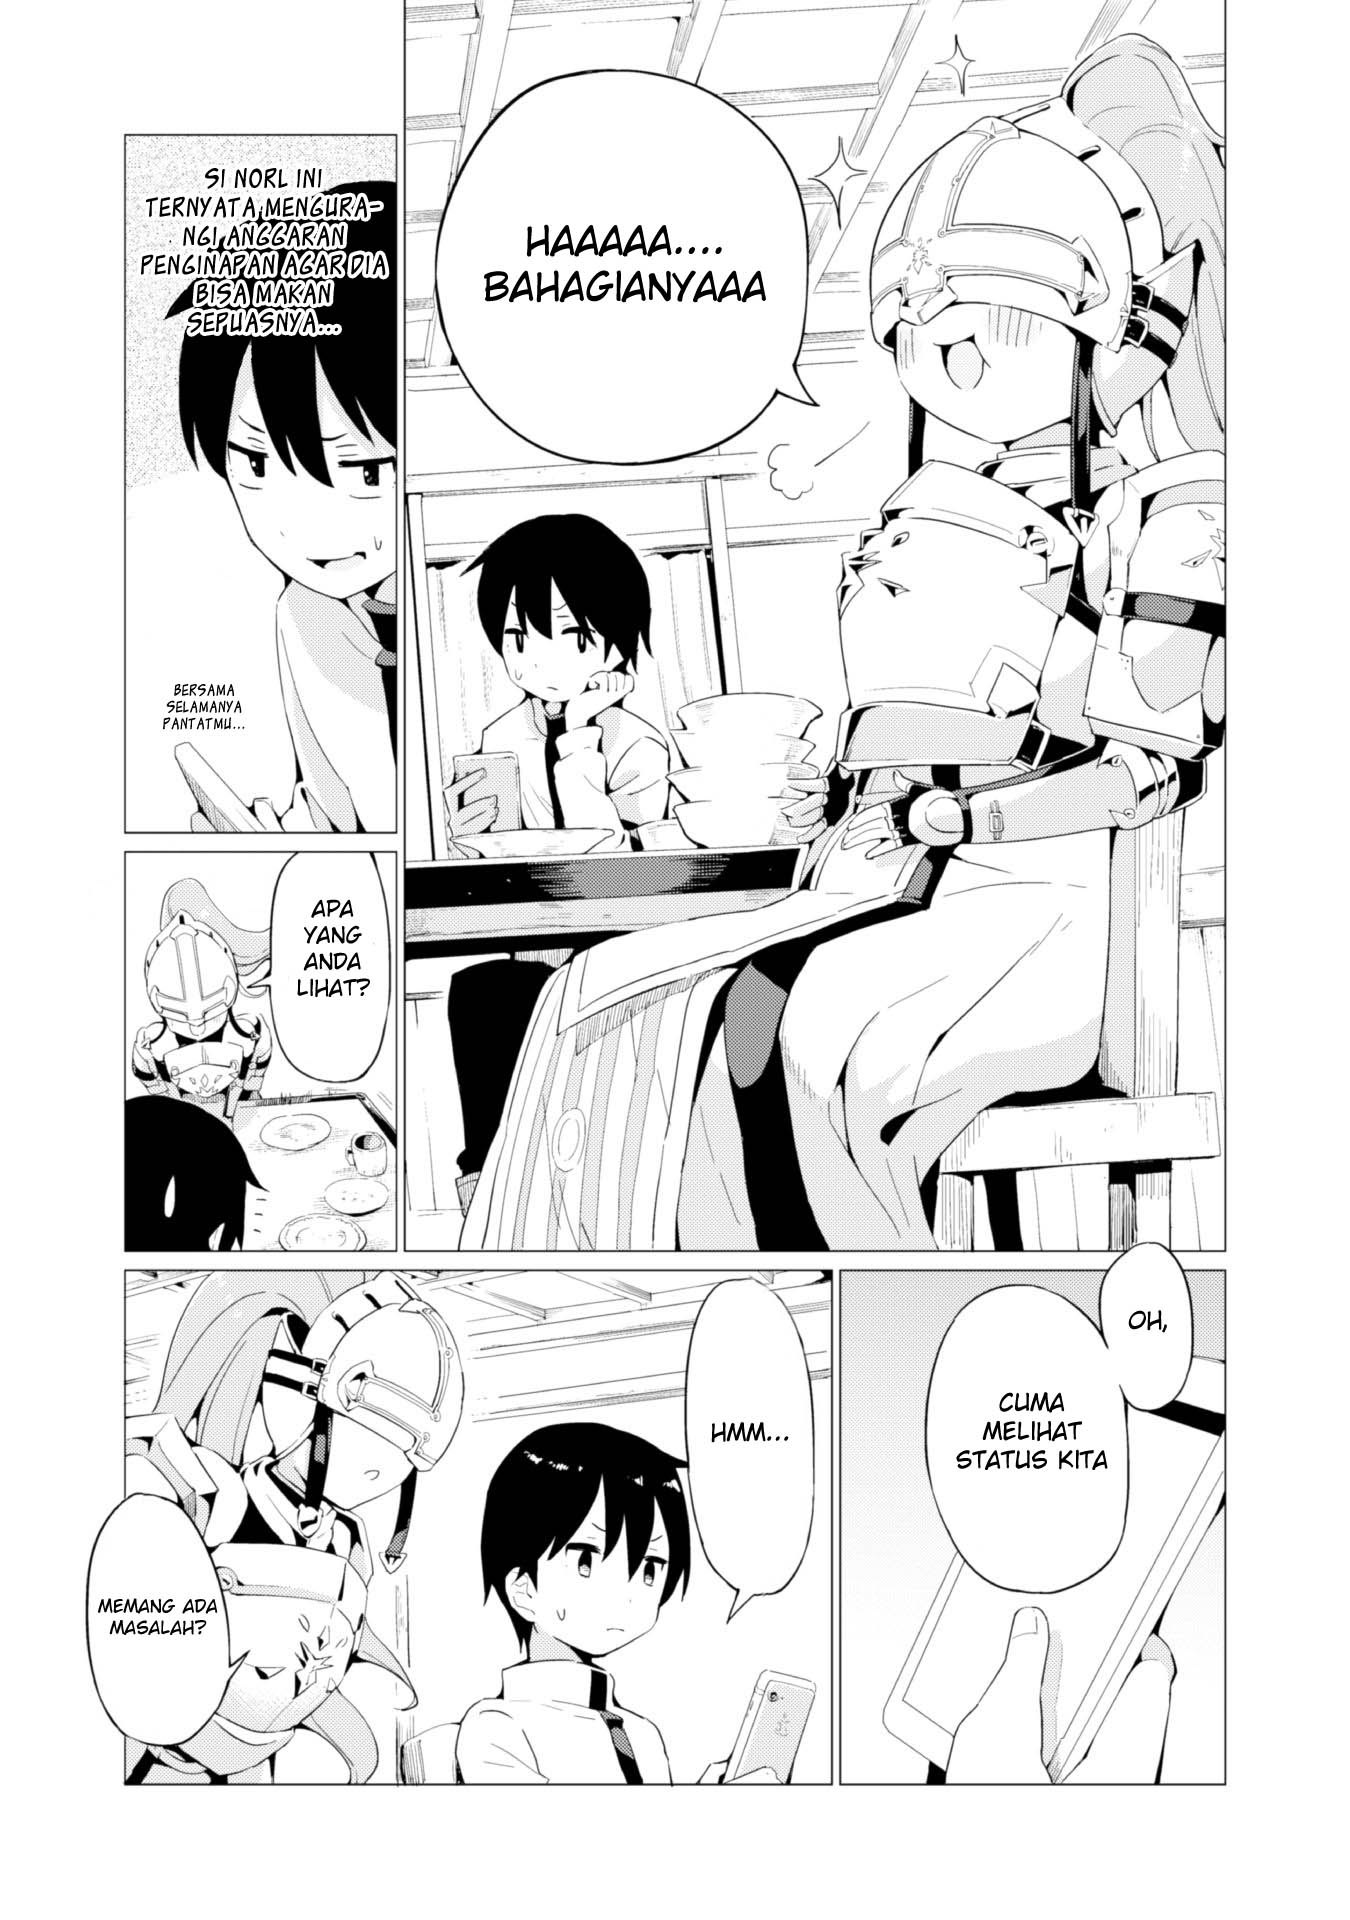 HAAAAA....
BAHAGIANYAAA
SI NORL INI
TERNYATA MENGURA-
NGI ANGGARAN
PENGINAPAN AGAR DIA
BISA MAKAN
SEPUASNYA...
BERSAMA
SELAMANYA
PANTATMU...
APA
YANG
ANDA
LIHAT?
OH,
CUMA
MELIHAT
STATUS KITA
HMM...
MEMANG ADA
MASALAH?